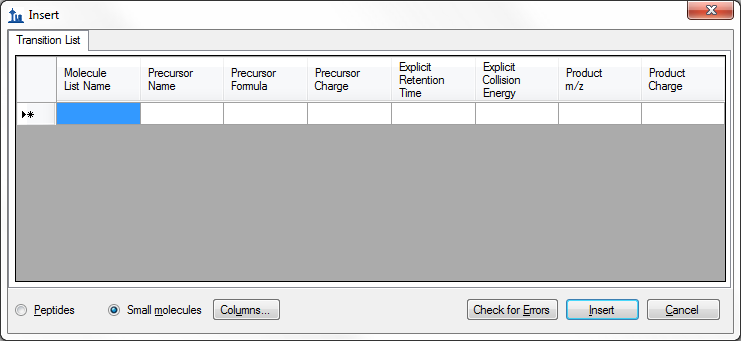 Insert
Transition List
Molecule
List Name
Precursor
Name
Precursor
Formula
Precursor
Charge
Explicit
Retention
Time
Explicit
Collision
Energy
Product
m/z
Product
Charge
Peptides
Small molecules
Columns...
Check for Errors
Insert
Cancel